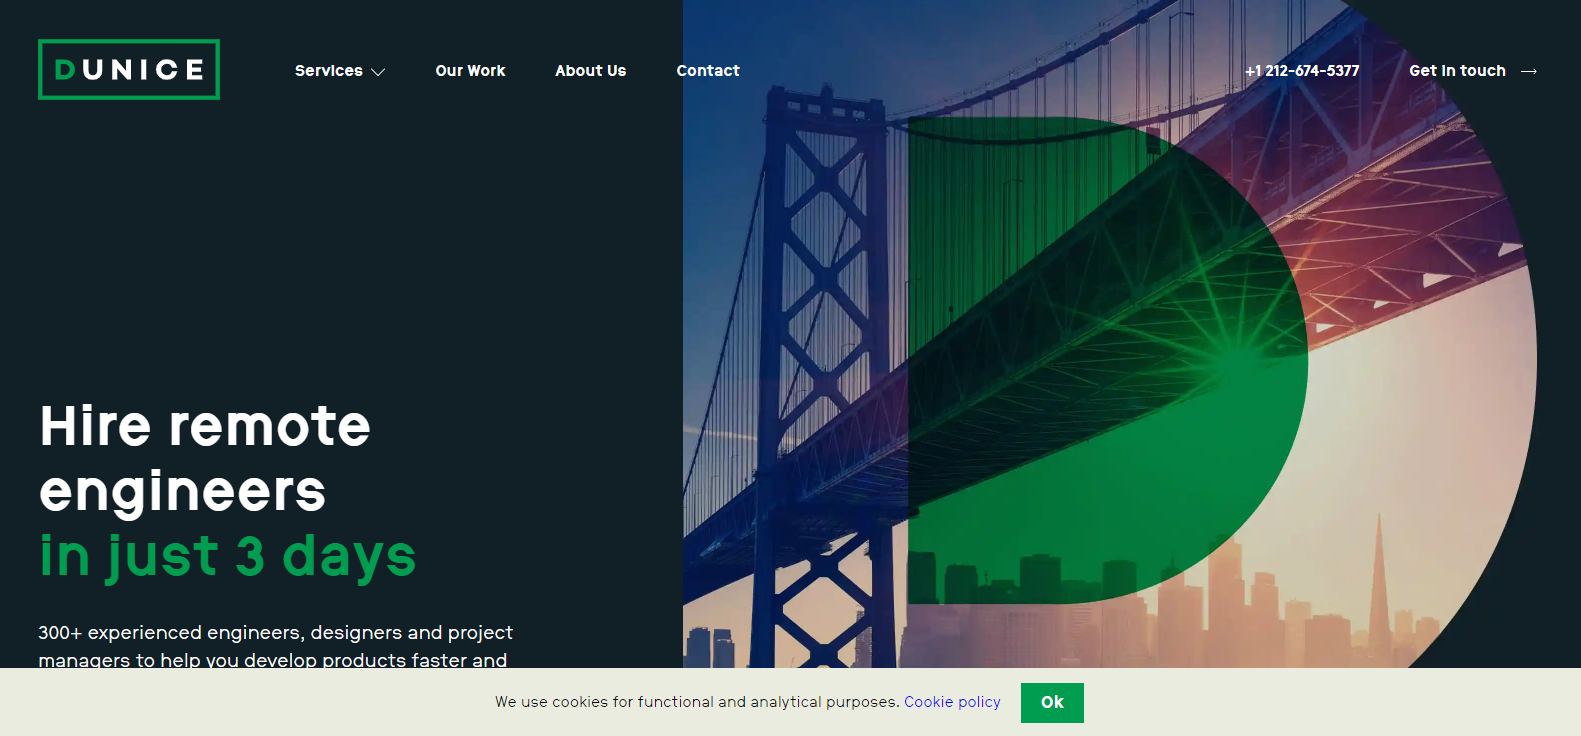 DUNICE
Services
Our Work
About Us
Contact
+1 212-674-5377
Get in touch
Hire remote
engineers
in just 3 days
300+ experienced engineers, designers and project
managers to help you develop products faster and
We use cookies for functional and analytical purposes. Cookie policy
Ok